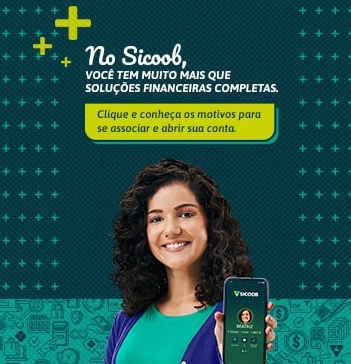 No Sicoob,
VOCÊ TEM MUITO MAIS QUE
SOLUÇÕES FINANCEIRAS COMPLETAS.
Clique e conheça os motivos para
se associar e abrir sua conta.
SICOOB
BEATRIZ